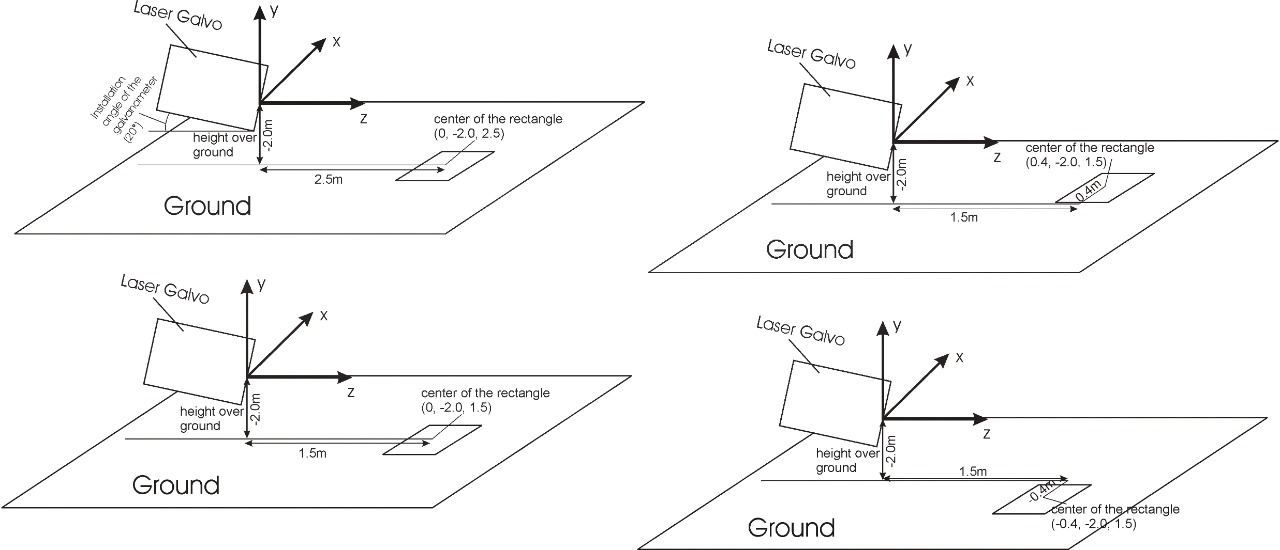 Laser Galvo
y
x
z
Installation
angle of the
galvanometer
(20°)
height over
ground
-2.0m
center of the rectangle
(0, -2.0, 2.5)
2.5m
Ground
Laser Galvo
y
x
z
height over
ground
-2.0m
center of the rectangle
(0.4, -2.0, 1.5)
0.4m
1.5m
Ground
Laser Galvo
y
x
z
height over
ground
-2.0m
center of the rectangle
(0, -2.0, 1.5)
1.5m
Ground
Laser Galvo
y
x
z
height over
ground
-2.0m
1.5m
-0.4m
center of the rectangle
(-0.4, -2.0, 1.5)
Ground